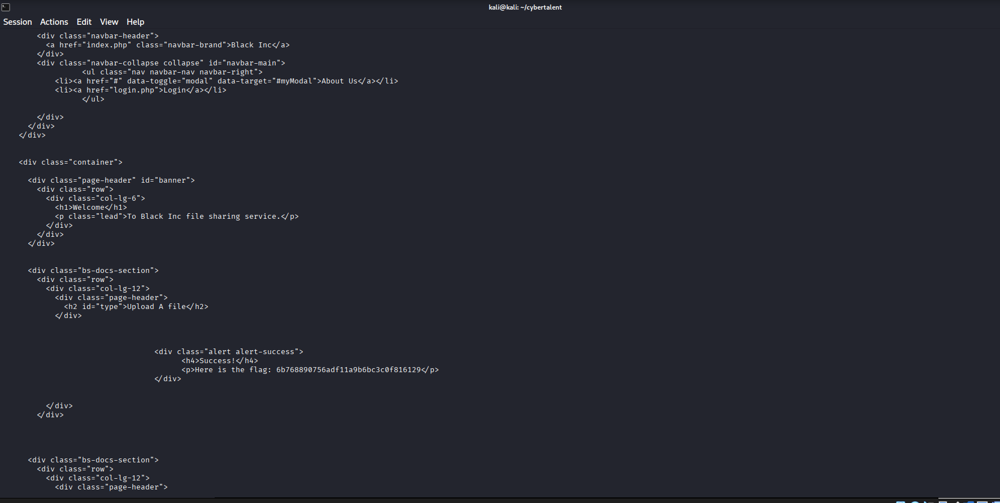 kali@kali: ~/cybertalent
Session Actions Edit View Help
<div class="navbar-header">
<a href="index.php" class="navbar-brand">Black Inc</a>
</div>
<div class="navbar-collapse collapse" id="navbar-main">
<ul class="nav navbar-nav navbar-right">
<li><a href="#" data-toggle="modal" data-target="#myModal">About Us</a></li>
<li><a href="login.php">Login</a></li>
</ul>
</div>
</div>
</div>
<div class="container">
<div class="page-header" id="banner">
<div class="row">
<div class="col-lg-6">
<h1>Welcome</h1>
<p class="lead">To Black Inc file sharing service.</p>
</div>
</div>
</div>
<div class="bs-docs-section">
<div class="row">
<div class="col-lg-12">
<div class="page-header">
<h2 id="type">Upload A file</h2>
</div>
<div class="alert alert-success">
<h4>Success!</h4>
<p>Here is the flag: 6b768890756adf11a9b6bc3c0f816129</p>
</div>
</div>
</div>
<div class="bs-docs-section">
<div class="row">
<div class="col-lg-12">
<div class="page-header">